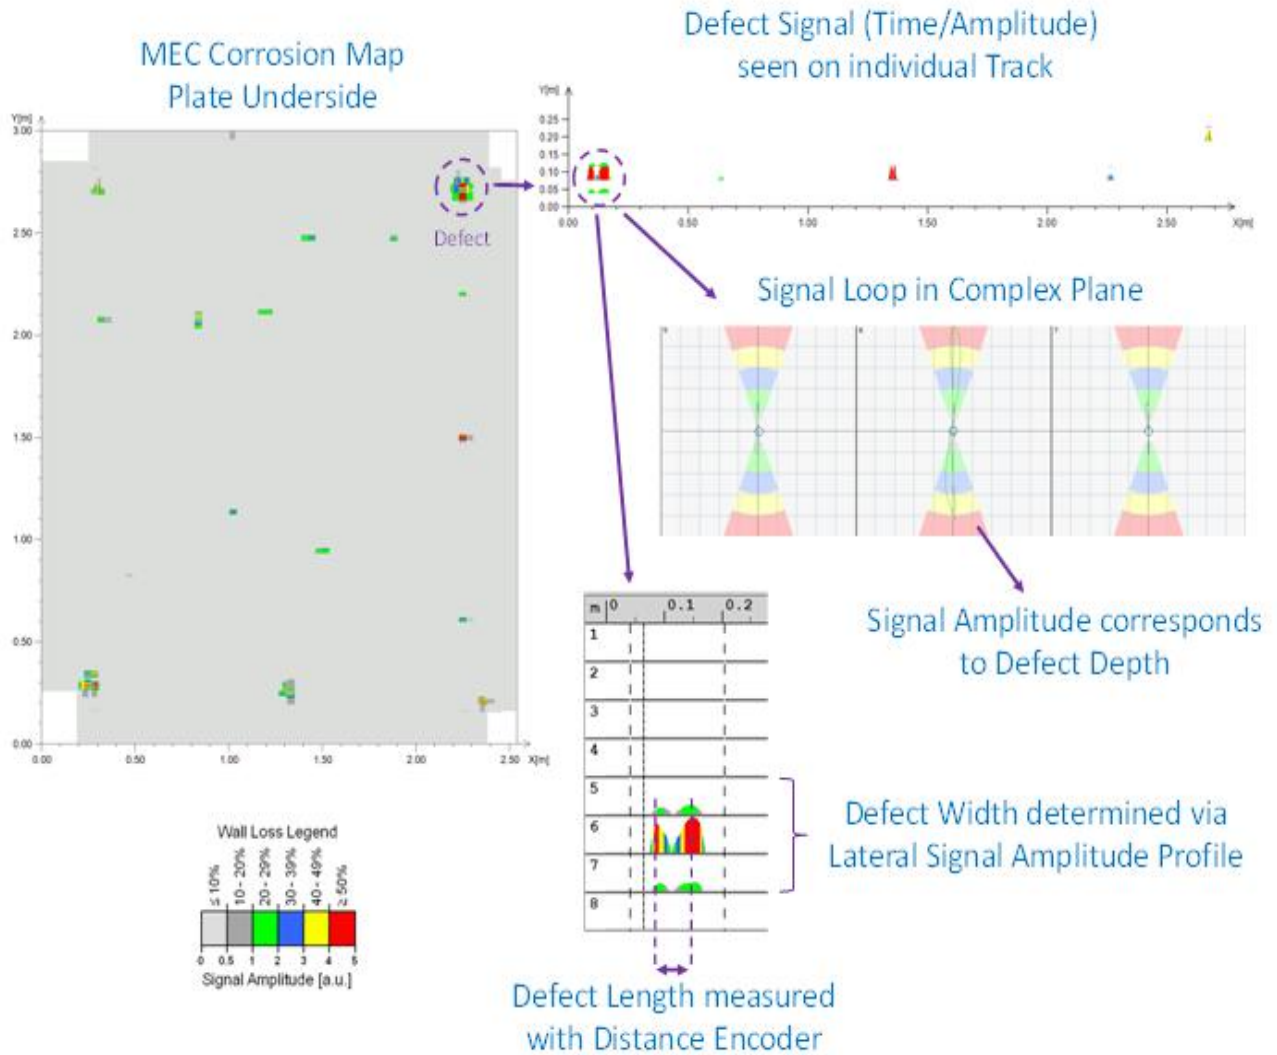 MEC Corrosion Map
Plate Underside
Defect Signal (Time/Amplitude)
seen on individual Track
Y[m]
3.00
2.50
2.00
1.50
1.00
0.50
0.00
0.00 0.50 1.00 1.50 2.00 2.50 X[m]
Defect
Y[m]
0.25
0.20
0.15
0.10
0.05
0.00
0.00 0.50 1.00 1.50 2.00 2.50 X[m]
Signal Loop in Complex Plane
5 6 7
Signal Amplitude corresponds
to Defect Depth
m 0 0.1 0.2
1
2
3
4
5
6
7
8
Defect Width determined via
Lateral Signal Amplitude Profile
Defect Length measured
with Distance Encoder
Wall Loss Legend
≤ 10%
10 - 20%
20 - 29%
30 - 39%
40 - 49%
≥ 50%
0 0.5 1 2 3 4 5
Signal Amplitude [a.u.]